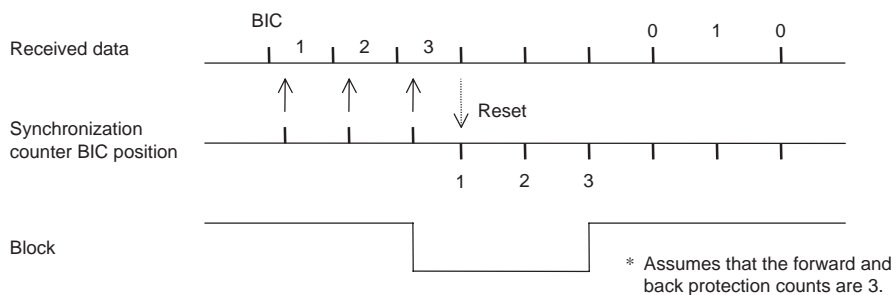 BIC
Received data
1 2 3
0 1 0
Reset
Synchronization
counter BIC position
1 2 3
Block
* Assumes that the forward and
back protection counts are 3.